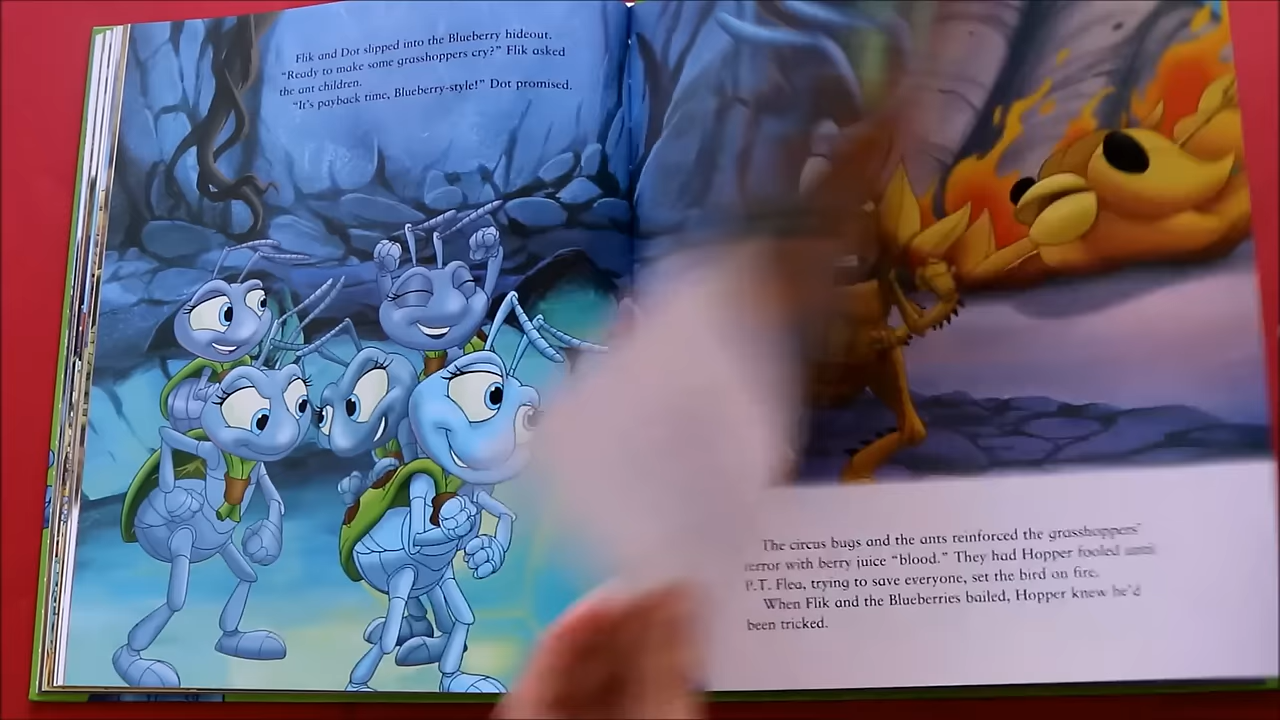 Flik and Dot slipped into the Blueberry hideout.
“Ready to make some grasshoppers cry?” Flik asked
the ant children.
“It’s payback time, Blueberry-style!” Dot promised.
The circus bugs and the ants reinforced the grasshoppers’
terror with berry juice “blood.” They had Hopper fooled until
P.T. Flea, trying to save everyone, set the bird on fire.
When Flik and the Blueberries bailed, Hopper knew he’d
been tricked.